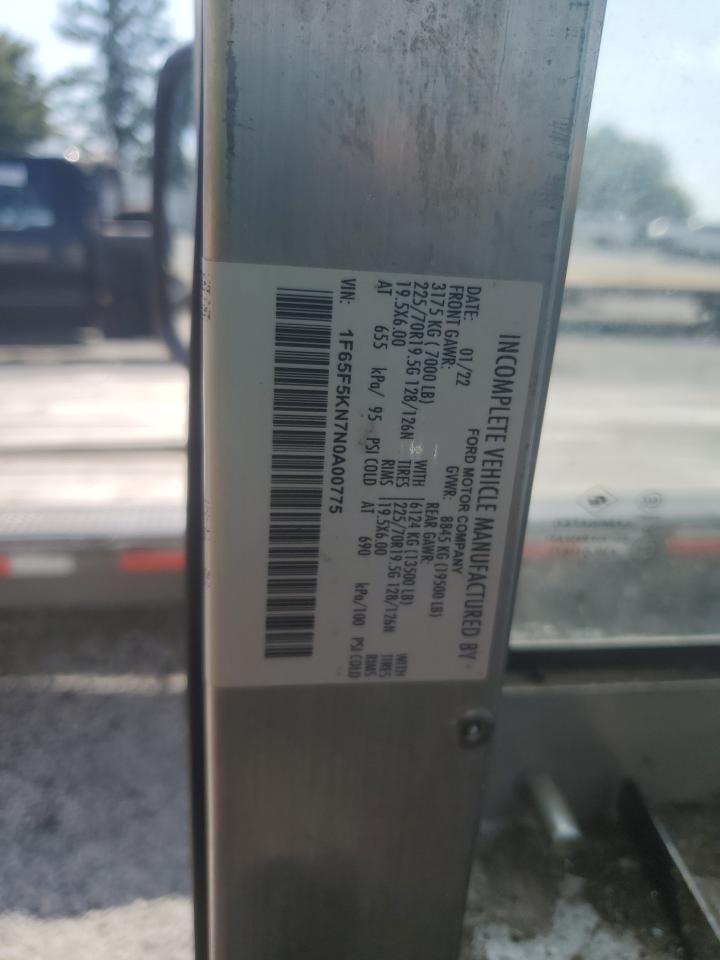 INCOMPLETE VEHICLE MANUFACTURED BY
FORD MOTOR COMPANY
DATE: 01/22 GVWR: 8845 KG (19500 LB)
FRONT GAWR: REAR GAWR:
3175 KG ( 7000 LB) WITH 6124 KG (13500 LB) WITH
225/70R19.5G 128/126N TIRES 225/70R19.5G 128/126N TIRES
19.5X6.00 RIMS 19.5X6.00 RIMS
AT 655 kPa/ 95 PSI COLD AT 690 kPa/100 PSI COLD
VIN: 1F65F5KN7N0A00775